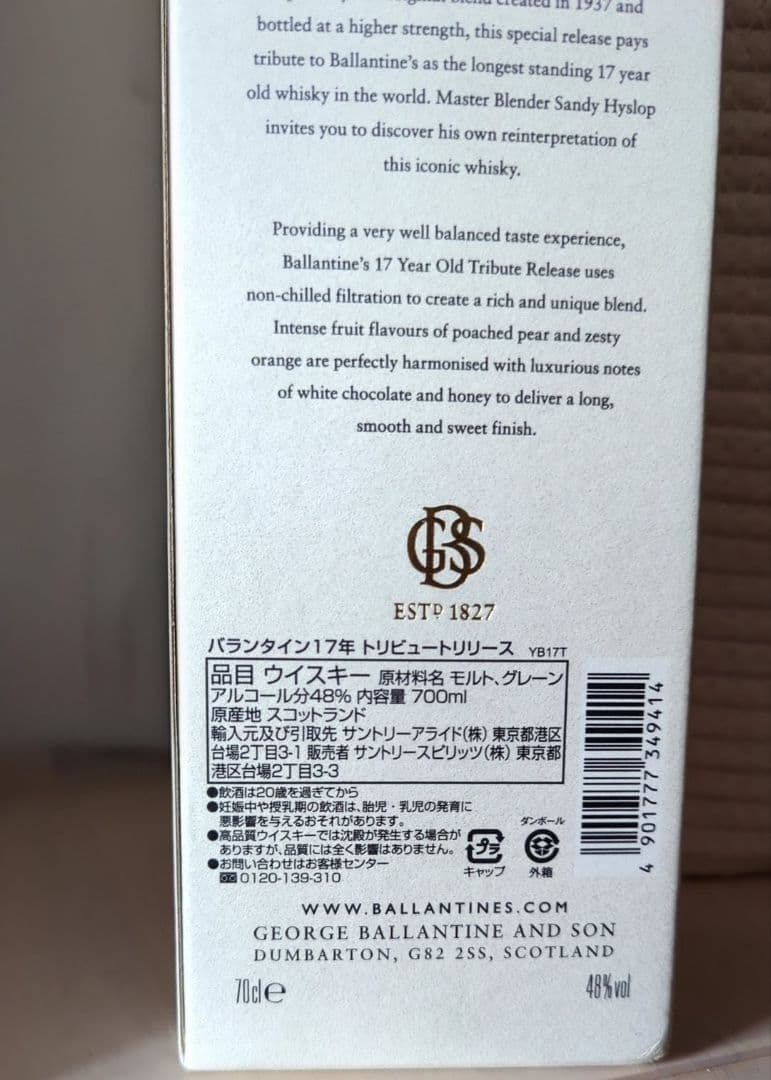 original blend created in 1937 and
bottled at a higher strength, this special release pays
tribute to Ballantine's as the longest standing 17 year
old whisky in the world. Master Blender Sandy Hyslop
invites you to discover his own reinterpretation of
this iconic whisky.
Providing a very well balanced taste experience,
Ballantine's 17 Year Old Tribute Release uses
non-chilled filtration to create a rich and unique blend.
Intense fruit flavours of poached pear and zesty
orange are perfectly harmonised with luxurious notes
of white chocolate and honey to deliver a long,
smooth and sweet finish.
GBS
ESTD 1827
バランタイン17年 トリビュートリリース YB17T
品目 ウイスキー 原材料名 モルト、グレーン
アルコール分48% 内容量 700ml
原産地 スコットランド
輸入元及び引取先 サントリーアライド(株) 東京都港区
台場2丁目3-1 販売者 サントリースピリッツ(株) 東京都
港区台場2丁目3-3
●飲酒は20歳を過ぎてから
●妊娠中や授乳期の飲酒は、胎児・乳児の発育に
悪影響を与えるおそれがあります。
●高品質ウイスキーでは沈殿が発生する場合が
ありますが、品質には全く影響はありません。
●お問い合わせはお客様センター
0120-139-310
プラ
キャップ
ダンボール
外箱
4 901777 349414
WWW.BALLANTINES.COM
GEORGE BALLANTINE AND SON
DUMBARTON, G82 2SS, SCOTLAND
70cl e
48%vol